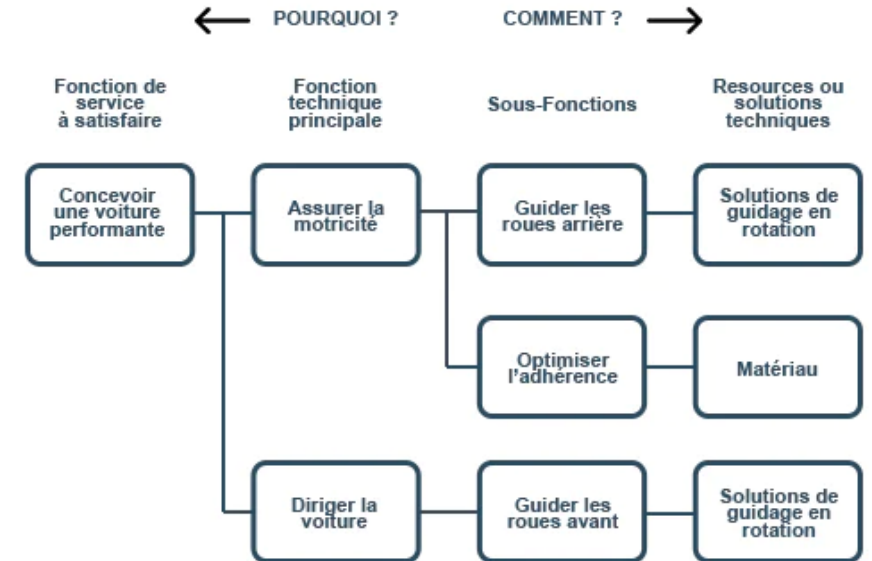 POURQUOI ?
COMMENT ?
Fonction de
service
à satisfaire
Fonction
technique
principale
Sous-Fonctions
Resources ou
solutions
techniques
Concevoir
une voiture
performante
Assurer la
motricité
Guider les
roues arrière
Solutions de
guidage en
rotation
Optimiser
l'adhérence
Matériau
Diriger la
voiture
Guider les
roues avant
Solutions de
guidage en
rotation